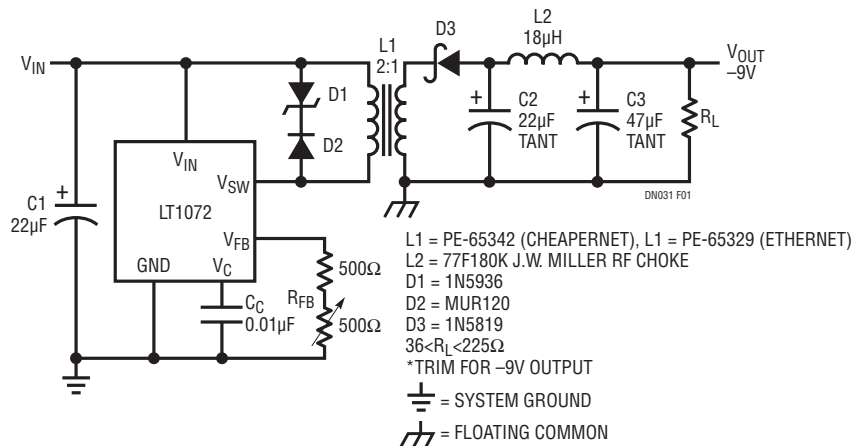 D3
L2
18µH
L1
2:1
VIN
VOUT
–9V
D1
D2
+
C2
22µF
TANT
+
C3
47µF
TANT
RL
DN031 F01
VIN
VSW
LT1072
VFB
GND
VC
+
C1
22µF
CC
0.01µF
RFB
500Ω
500Ω
L1 = PE-65342 (CHEAPERNET), L1 = PE-65329 (ETHERNET)
L2 = 77F180K J.W. MILLER RF CHOKE
D1 = 1N5936
D2 = MUR120
D3 = 1N5819
36<RL<225Ω
*TRIM FOR –9V OUTPUT
= SYSTEM GROUND
= FLOATING COMMON